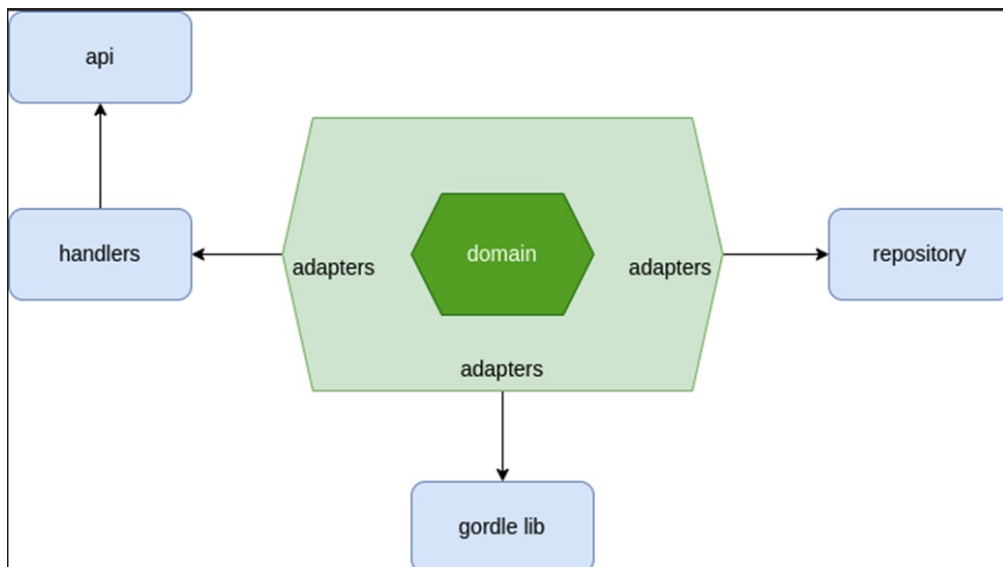 api
handlers
adapters
domain
adapters
repository
adapters
gordle lib